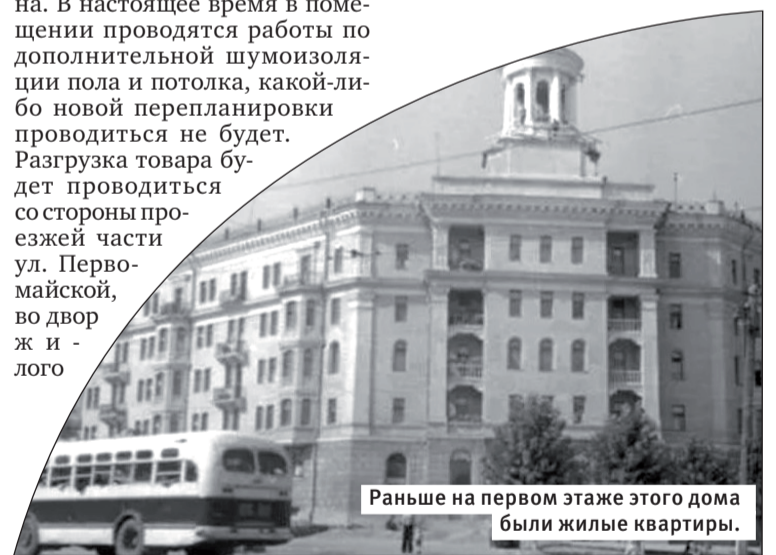 на. В настоящее время в поме-
щении проводятся работы по
дополнительной шумоизоля-
ции пола и потолка, какой-ли-
бо новой перепланировки
проводиться не будет.
Разгрузка товара бу-
дет проводиться
со стороны про-
езжей части
ул. Перво-
майской,
во двор
ж и -
лого
Раньше на первом этаже этого дома
были жилые квартиры.